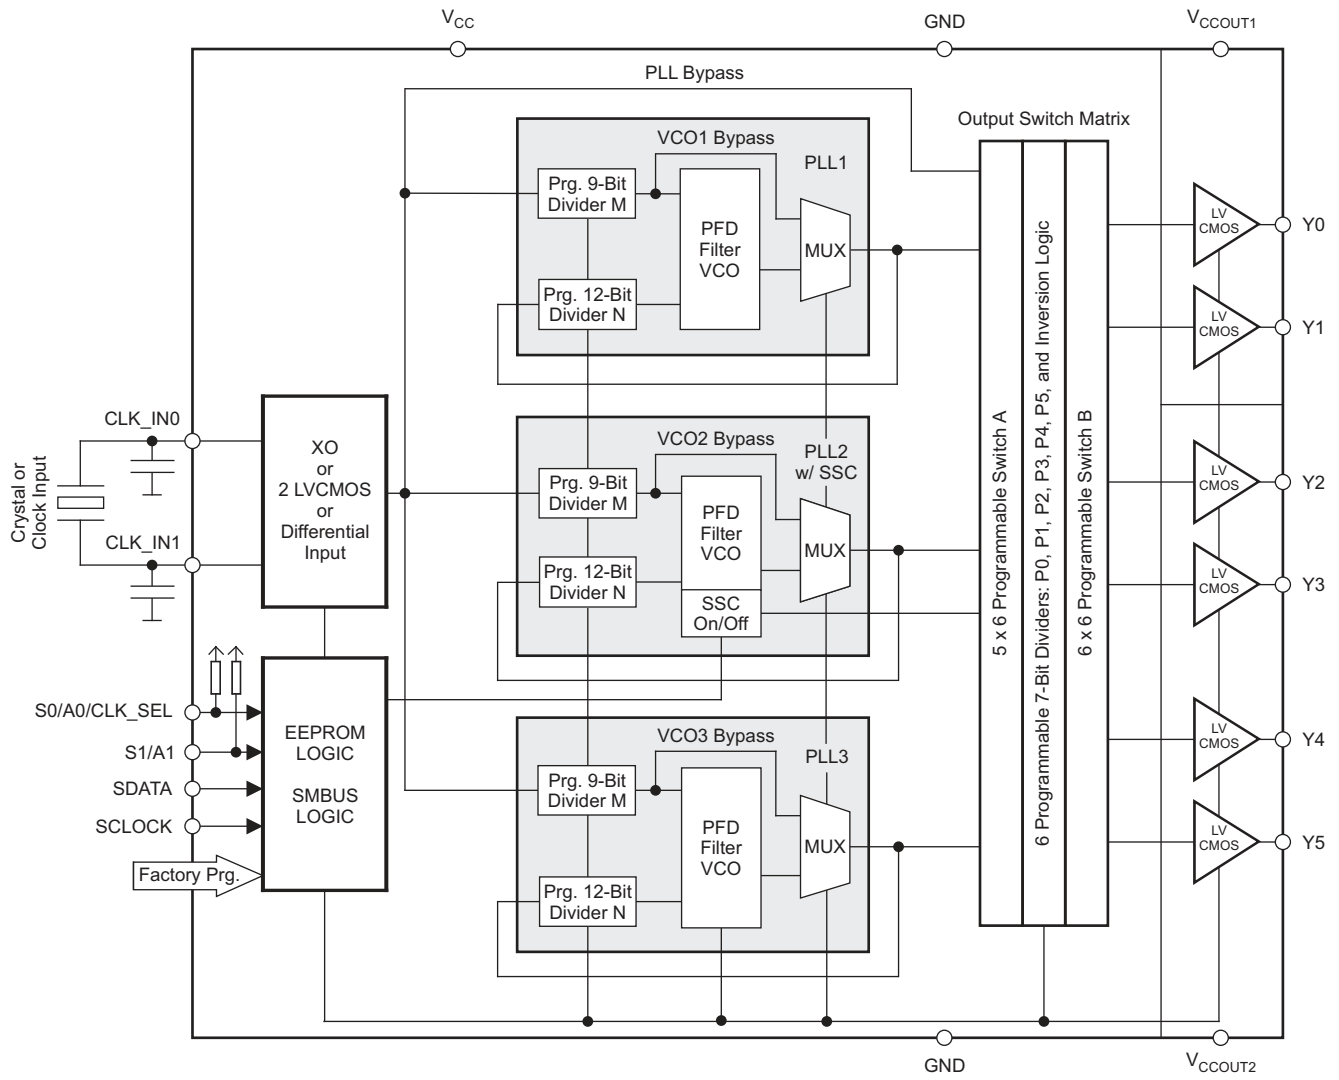 VCC
GND
VCCOUT1
PLL Bypass
Output Switch Matrix
VCO1 Bypass
PLL1
Prg. 9-Bit
Divider M
PFD
Filter
VCO
MUX
Prg. 12-Bit
Divider N
LV
CMOS
Y0
LV
CMOS
Y1
CLK_IN0
Crystal or
Clock Input
CLK_IN1
XO
or
2 LVCMOS
or
Differential
Input
VCO2 Bypass
PLL2
w/ SSC
Prg. 9-Bit
Divider M
PFD
Filter
VCO
MUX
Prg. 12-Bit
Divider N
SSC
On/Off
5 x 6 Programmable Switch A
6 Programmable 7-Bit Dividers: P0, P1, P2, P3, P4, P5, and Inversion Logic
6 x 6 Programmable Switch B
LV
CMOS
Y2
LV
CMOS
Y3
S0/A0/CLK_SEL
S1/A1
SDATA
SCLOCK
Factory Prg.
EEPROM
LOGIC
SMBUS
LOGIC
VCO3 Bypass
PLL3
Prg. 9-Bit
Divider M
PFD
Filter
VCO
MUX
Prg. 12-Bit
Divider N
LV
CMOS
Y4
LV
CMOS
Y5
GND
VCCOUT2